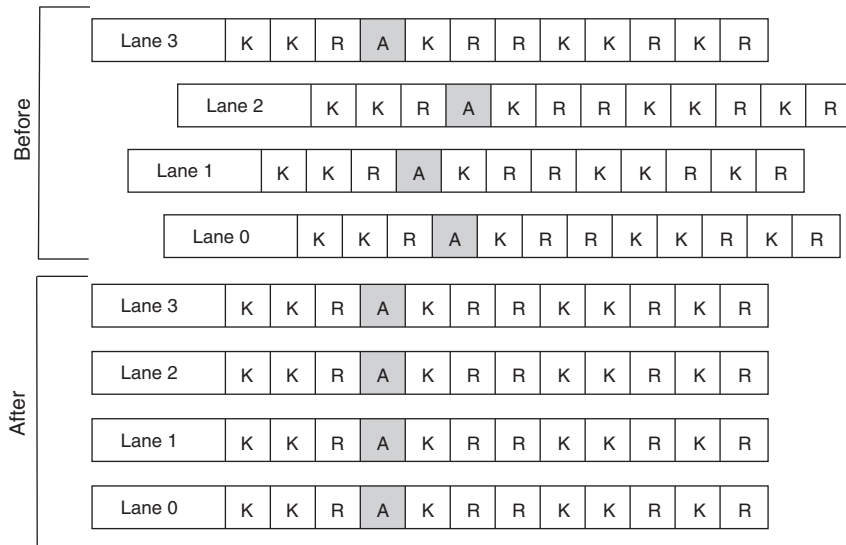 Before
Lane 3 K K R A K R R K K R K R
Lane 2 K K R A K R R K K R K R
Lane 1 K K R A K R R K K R K R
Lane 0 K K R A K R R K K R K R
After
Lane 3 K K R A K R R K K R K R
Lane 2 K K R A K R R K K R K R
Lane 1 K K R A K R R K K R K R
Lane 0 K K R A K R R K K R K R